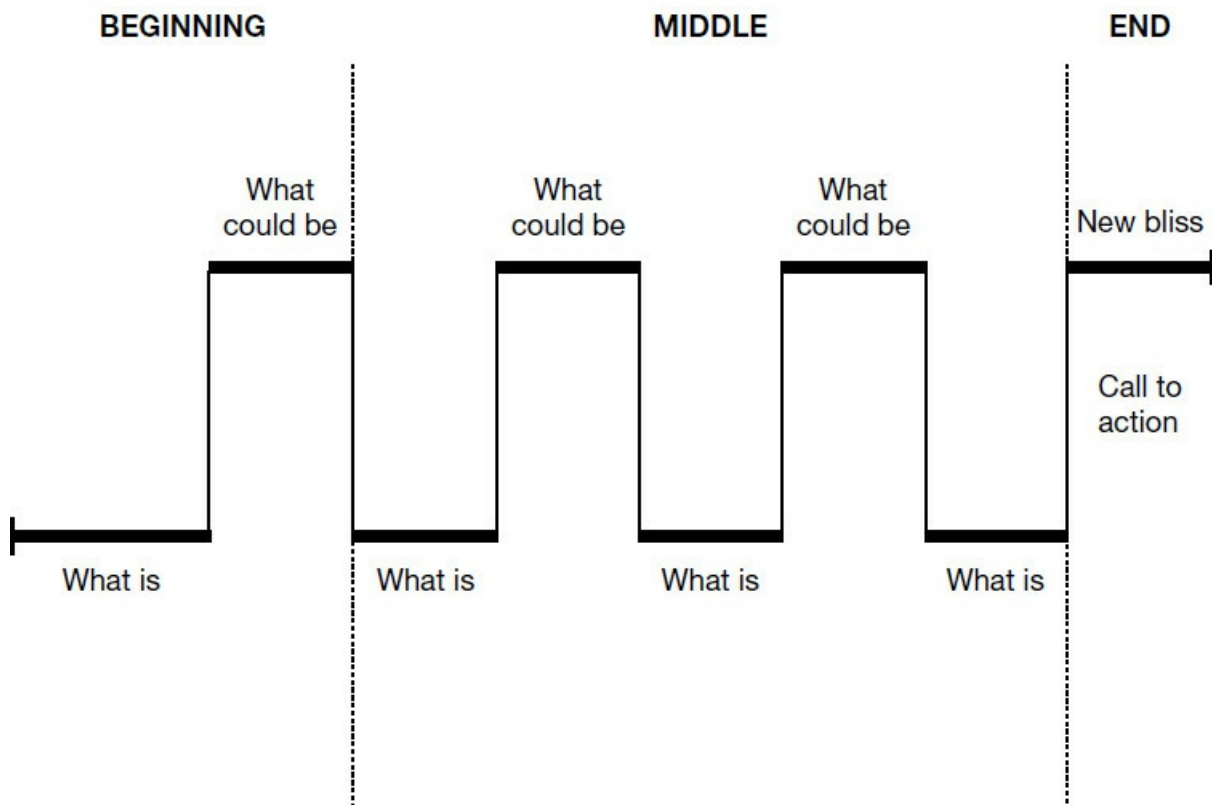 BEGINNING
MIDDLE
END
What
could be
What
could be
What
could be
New bliss
Call to
action
What is
What is
What is
What is